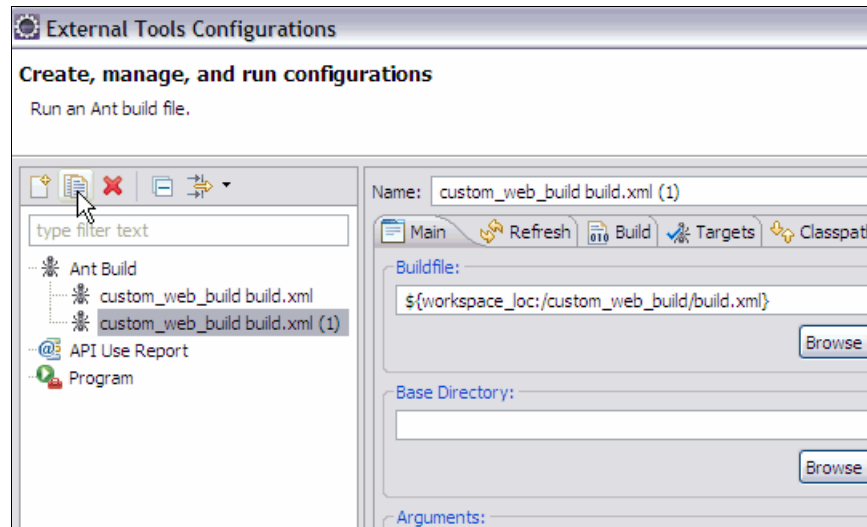 External Tools Configurations
Create, manage, and run configurations
Run an Ant build file.
type filter text
Ant Build
custom_web_build build.xml
custom_web_build build.xml (1)
API Use Report
Program
Name: custom_web_build build.xml (1)
Main Refresh Build Targets Classpat
Buildfile:
${workspace_loc:/custom_web_build/build.xml}
Browse
Base Directory:
Browse
Arguments: